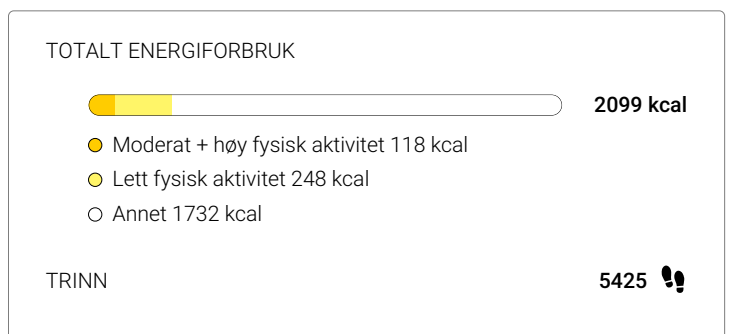 TOTALT ENERGIFORBRUK
2099 kcal
Moderat + høy fysisk aktivitet 118 kcal
Lett fysisk aktivitet 248 kcal
Annet 1732 kcal
TRINN 5425